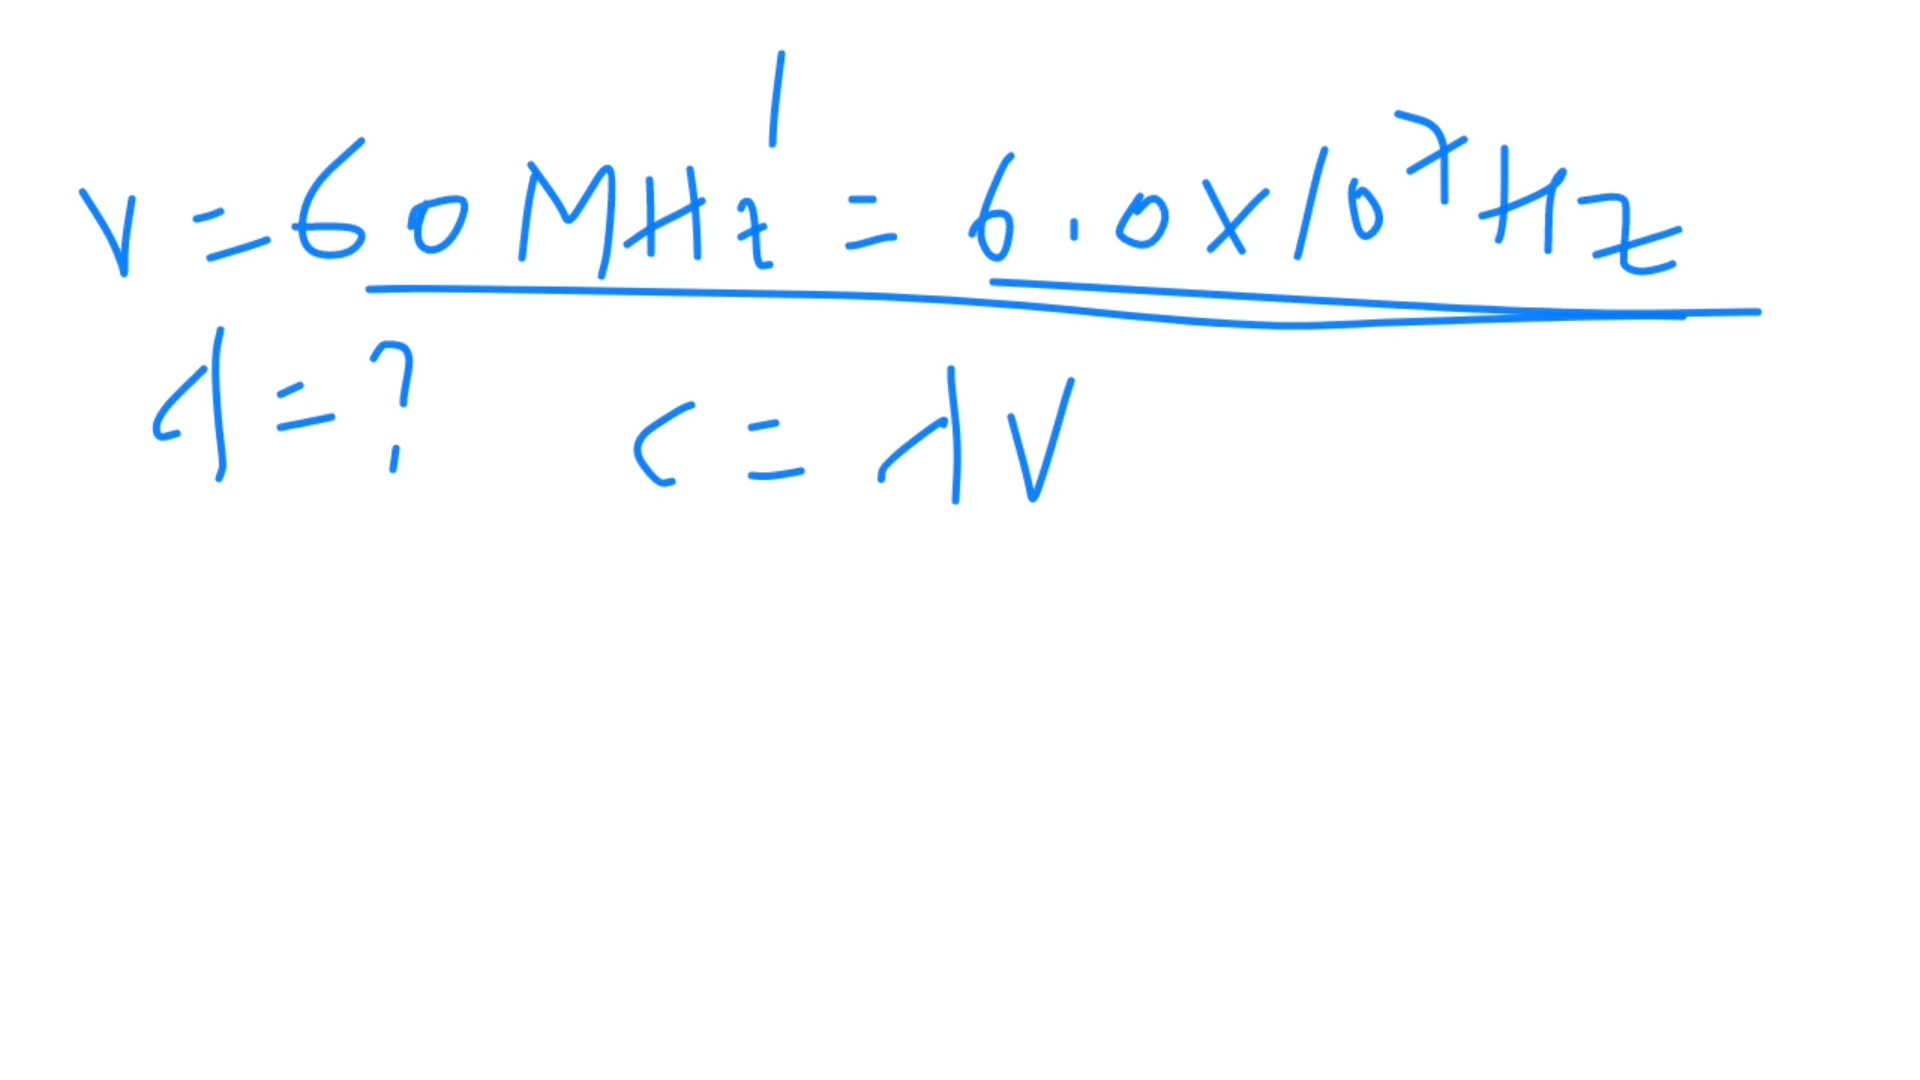 ν = 60 MHz = 6.0 x 10⁷ Hz
λ = ? c = λν